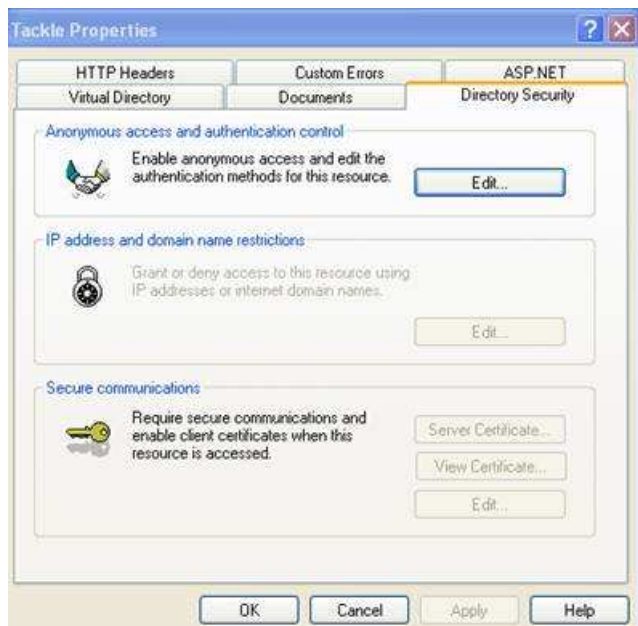 Tackle Properties
?
X
HTTP Headers
Custom Errors
ASP.NET
Virtual Directory
Documents
Directory Security
Anonymous access and authentication control
Enable anonymous access and edit the
authentication methods for this resource.
Edit...
IP address and domain name restrictions
Grant or deny access to this resource using
IP addresses or internet domain names.
Edit...
Secure communications
Require secure communications and
enable client certificates when this
resource is accessed.
Server Certificate...
View Certificate...
Edit...
OK
Cancel
Apply
Help